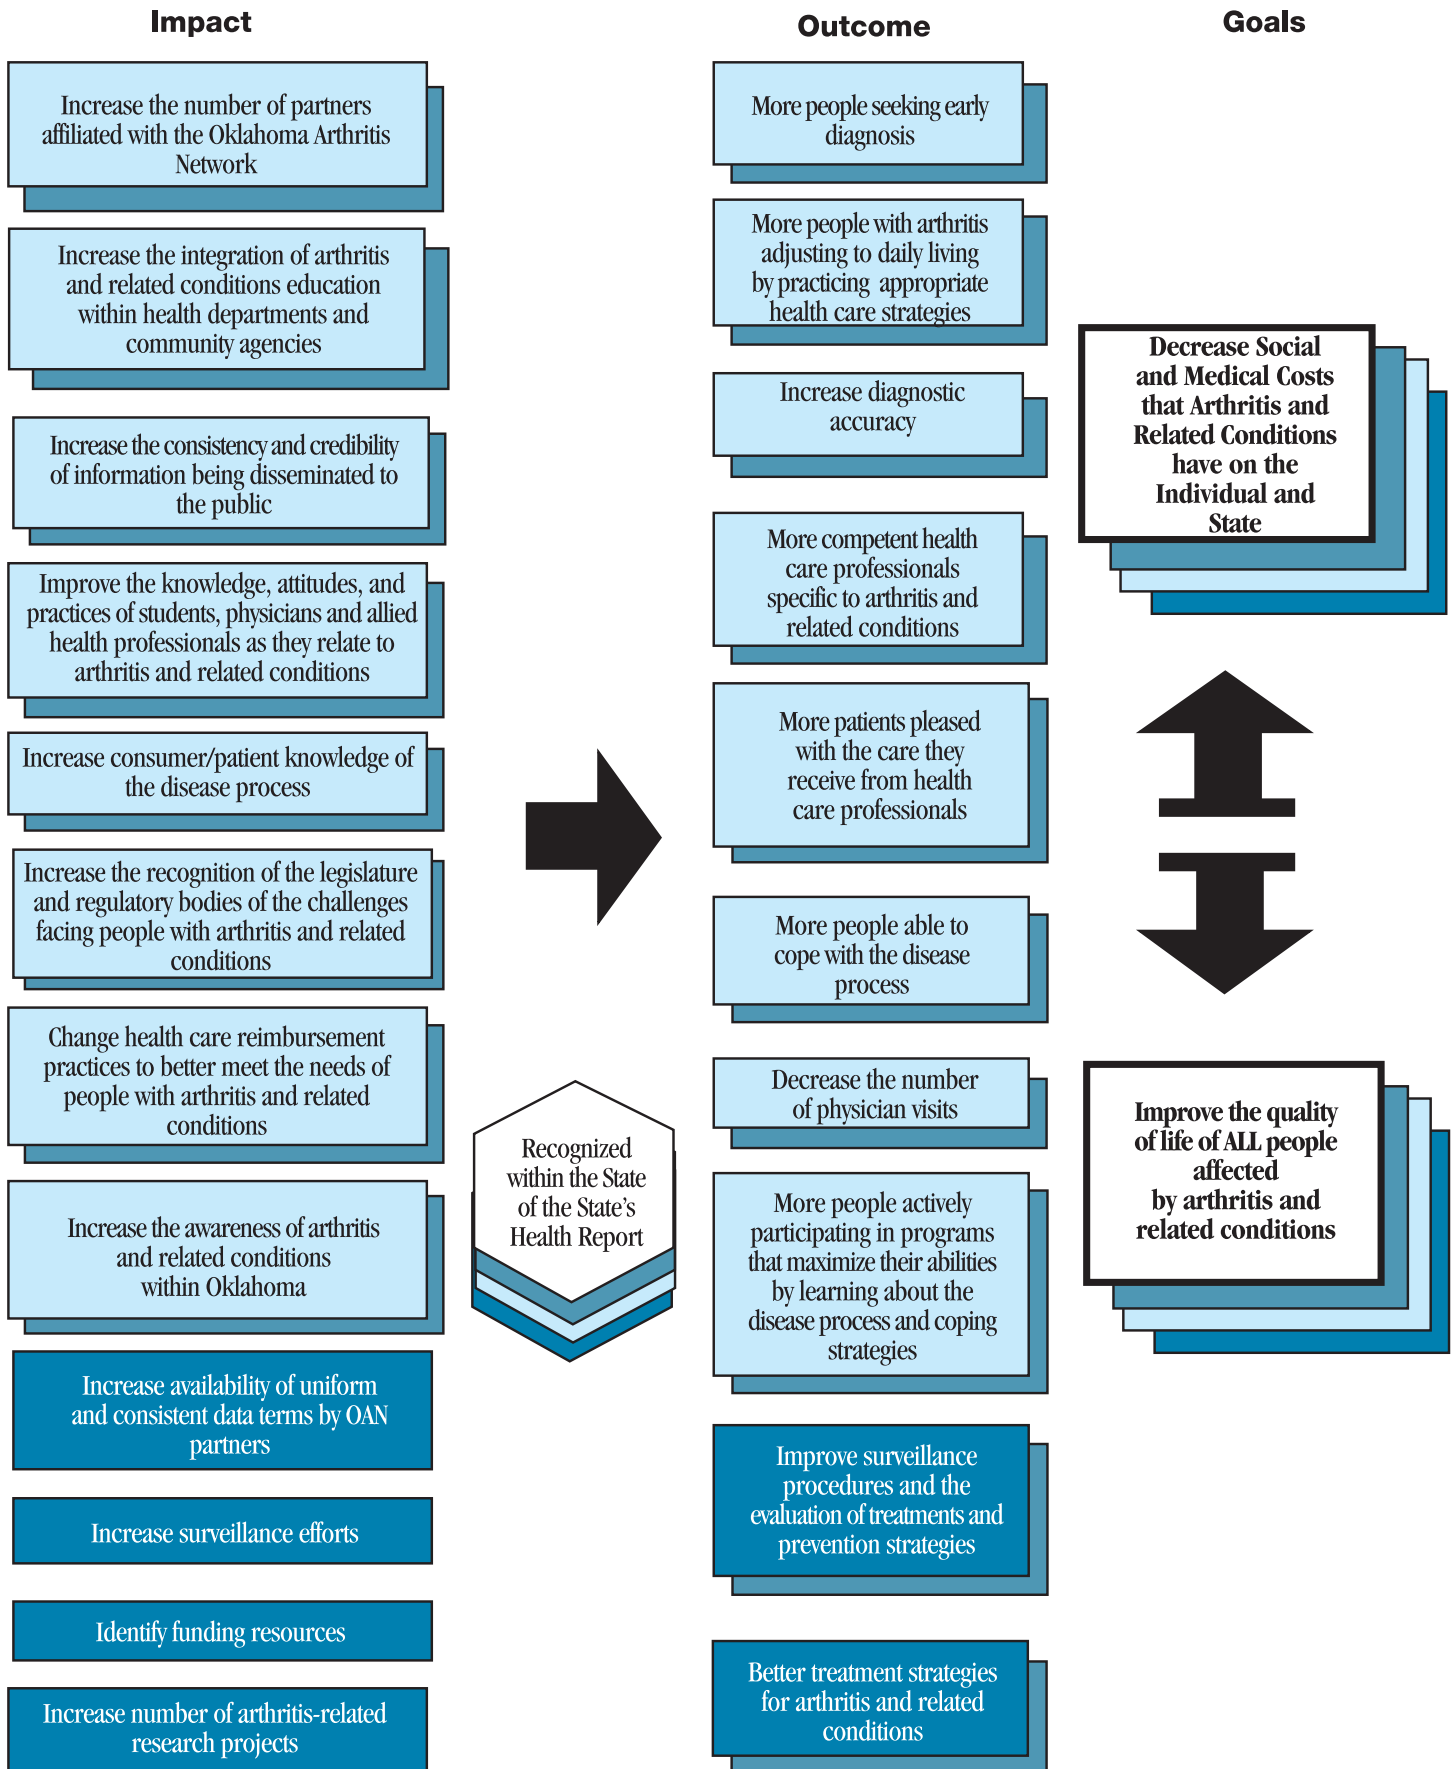 Impact
Increase the number of partners
affiliated with the Oklahoma Arthritis
Network
Increase the integration of arthritis
and related conditions education
within health departments and
community agencies
Increase the consistency and credibility
of information being disseminated to
the public
Improve the knowledge, attitudes, and
practices of students, physicians and allied
health professionals as they relate to
arthritis and related conditions
Increase consumer/patient knowledge of
the disease process
Increase the recognition of the legislature
and regulatory bodies of the challenges
facing people with arthritis and related
conditions
Change health care reimbursement
practices to better meet the needs of
people with arthritis and related
conditions
Increase the awareness of arthritis
and related conditions
within Oklahoma
Increase availability of uniform
and consistent data terms by OAN
partners
Increase surveillance efforts
Identify funding resources
Increase number of arthritis-related
research projects
Recognized
within the State
of the State's
Health Report
Outcome
More people seeking early
diagnosis
More people with arthritis
adjusting to daily living
by practicing appropriate
health care strategies
Increase diagnostic
accuracy
More competent health
care professionals
specific to arthritis and
related conditions
More patients pleased
with the care they
receive from health
care professionals
More people able to
cope with the disease
process
Decrease the number
of physician visits
More people actively
participating in programs
that maximize their abilities
by learning about the
disease process and coping
strategies
Improve surveillance
procedures and the
evaluation of treatments and
prevention strategies
Better treatment strategies
for arthritis and related
conditions
Goals
Decrease Social
and Medical Costs
that Arthritis and
Related Conditions
have on the
Individual and
State
Improve the quality
of life of ALL people
affected
by arthritis and
related conditions